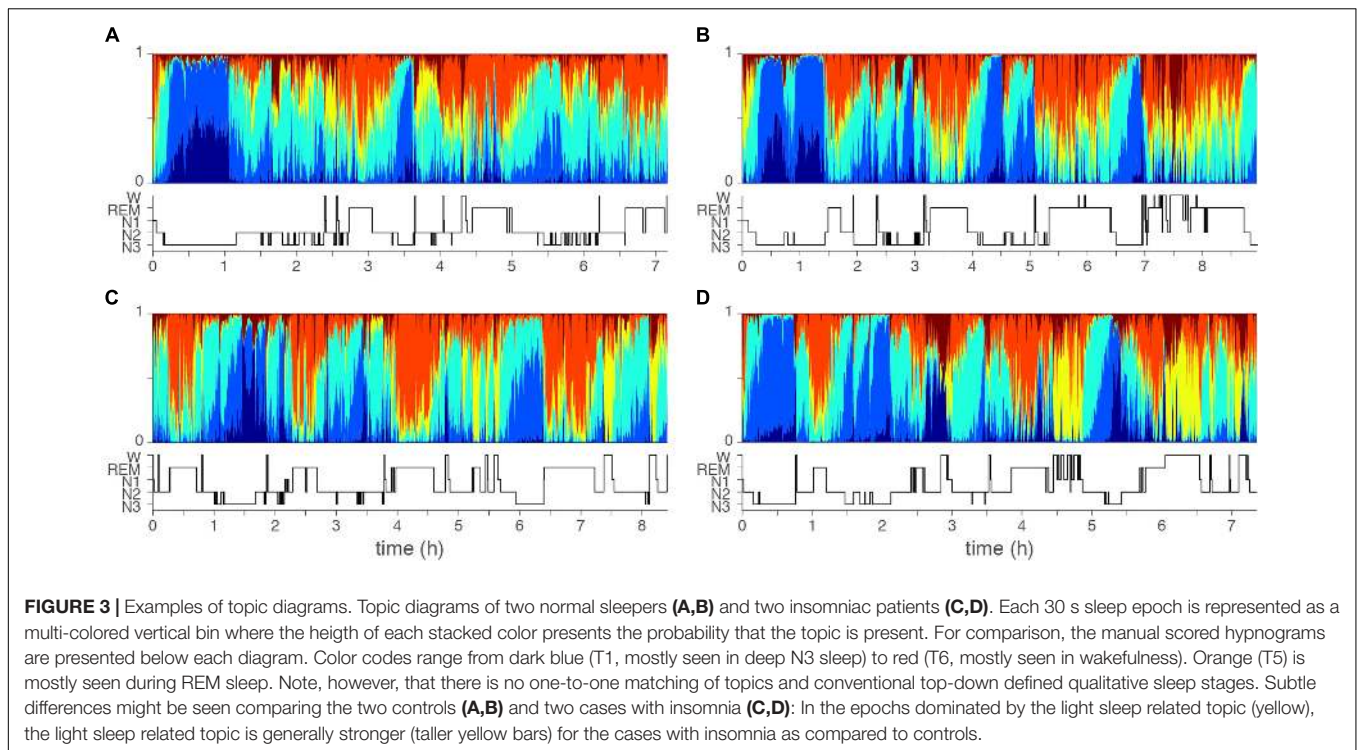 A
B
1
1
0
0
W
REM
N1
N2
N3
W
REM
N1
N2
N3
0 1 2 3 4 5 6 7
0 1 2 3 4 5 6 7 8
C
D
1
1
0
0
W
REM
N1
N2
N3
W
REM
N1
N2
N3
0 1 2 3 4 5 6 7 8
0 1 2 3 4 5 6 7
time (h)
time (h)
FIGURE 3 | Examples of topic diagrams. Topic diagrams of two normal sleepers (A,B) and two insomniac patients (C,D). Each 30 s sleep epoch is represented as a
multi-colored vertical bin where the heigth of each stacked color presents the probability that the topic is present. For comparison, the manual scored hypnograms
are presented below each diagram. Color codes range from dark blue (T1, mostly seen in deep N3 sleep) to red (T6, mostly seen in wakefulness). Orange (T5) is
mostly seen during REM sleep. Note, however, that there is no one-to-one matching of topics and conventional top-down defined qualitative sleep stages. Subtle
differences might be seen comparing the two controls (A,B) and two cases with insomnia (C,D): In the epochs dominated by the light sleep related topic (yellow),
the light sleep related topic is generally stronger (taller yellow bars) for the cases with insomnia as compared to controls.